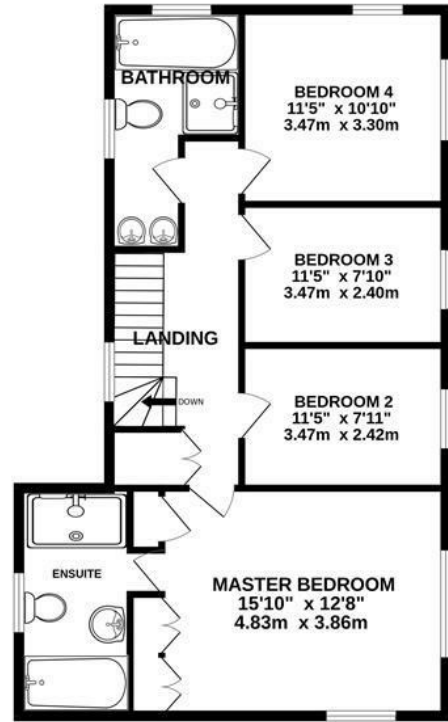 BATHROOM
BEDROOM 4
11'5" x 10'10"
3.47m x 3.30m
BEDROOM 3
11'5" x 7'10"
3.47m x 2.40m
LANDING
DOWN
BEDROOM 2
11'5" x 7'11"
3.47m x 2.42m
ENSUITE
MASTER BEDROOM
15'10" x 12'8"
4.83m x 3.86m